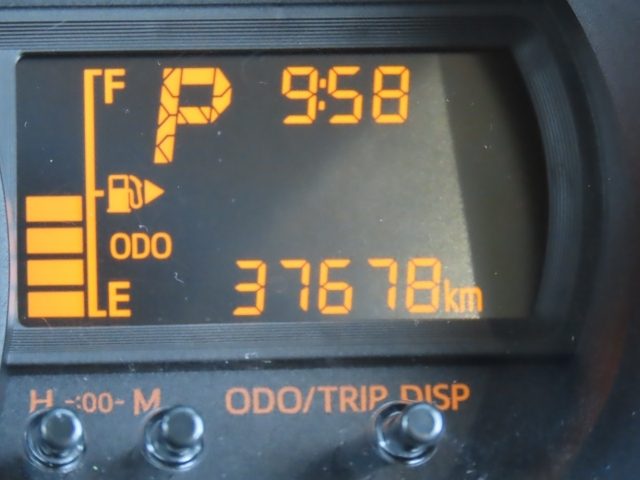 F P 9:58
ODO
E 37678km
H -:00- M ODO/TRIP DISP